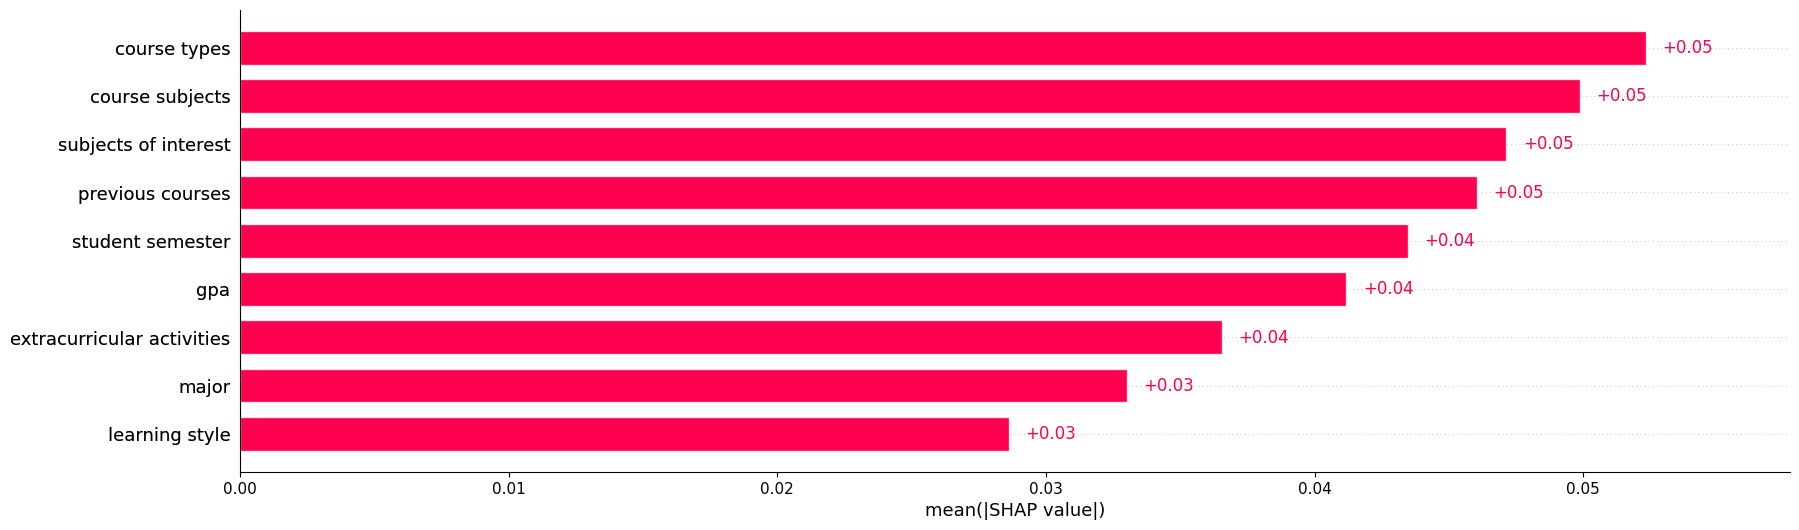 course types +0.05
course subjects +0.05
subjects of interest +0.05
previous courses +0.05
student semester +0.04
gpa +0.04
extracurricular activities +0.04
major +0.03
learning style +0.03
0.00 0.01 0.02 0.03 0.04 0.05
mean(|SHAP value|)